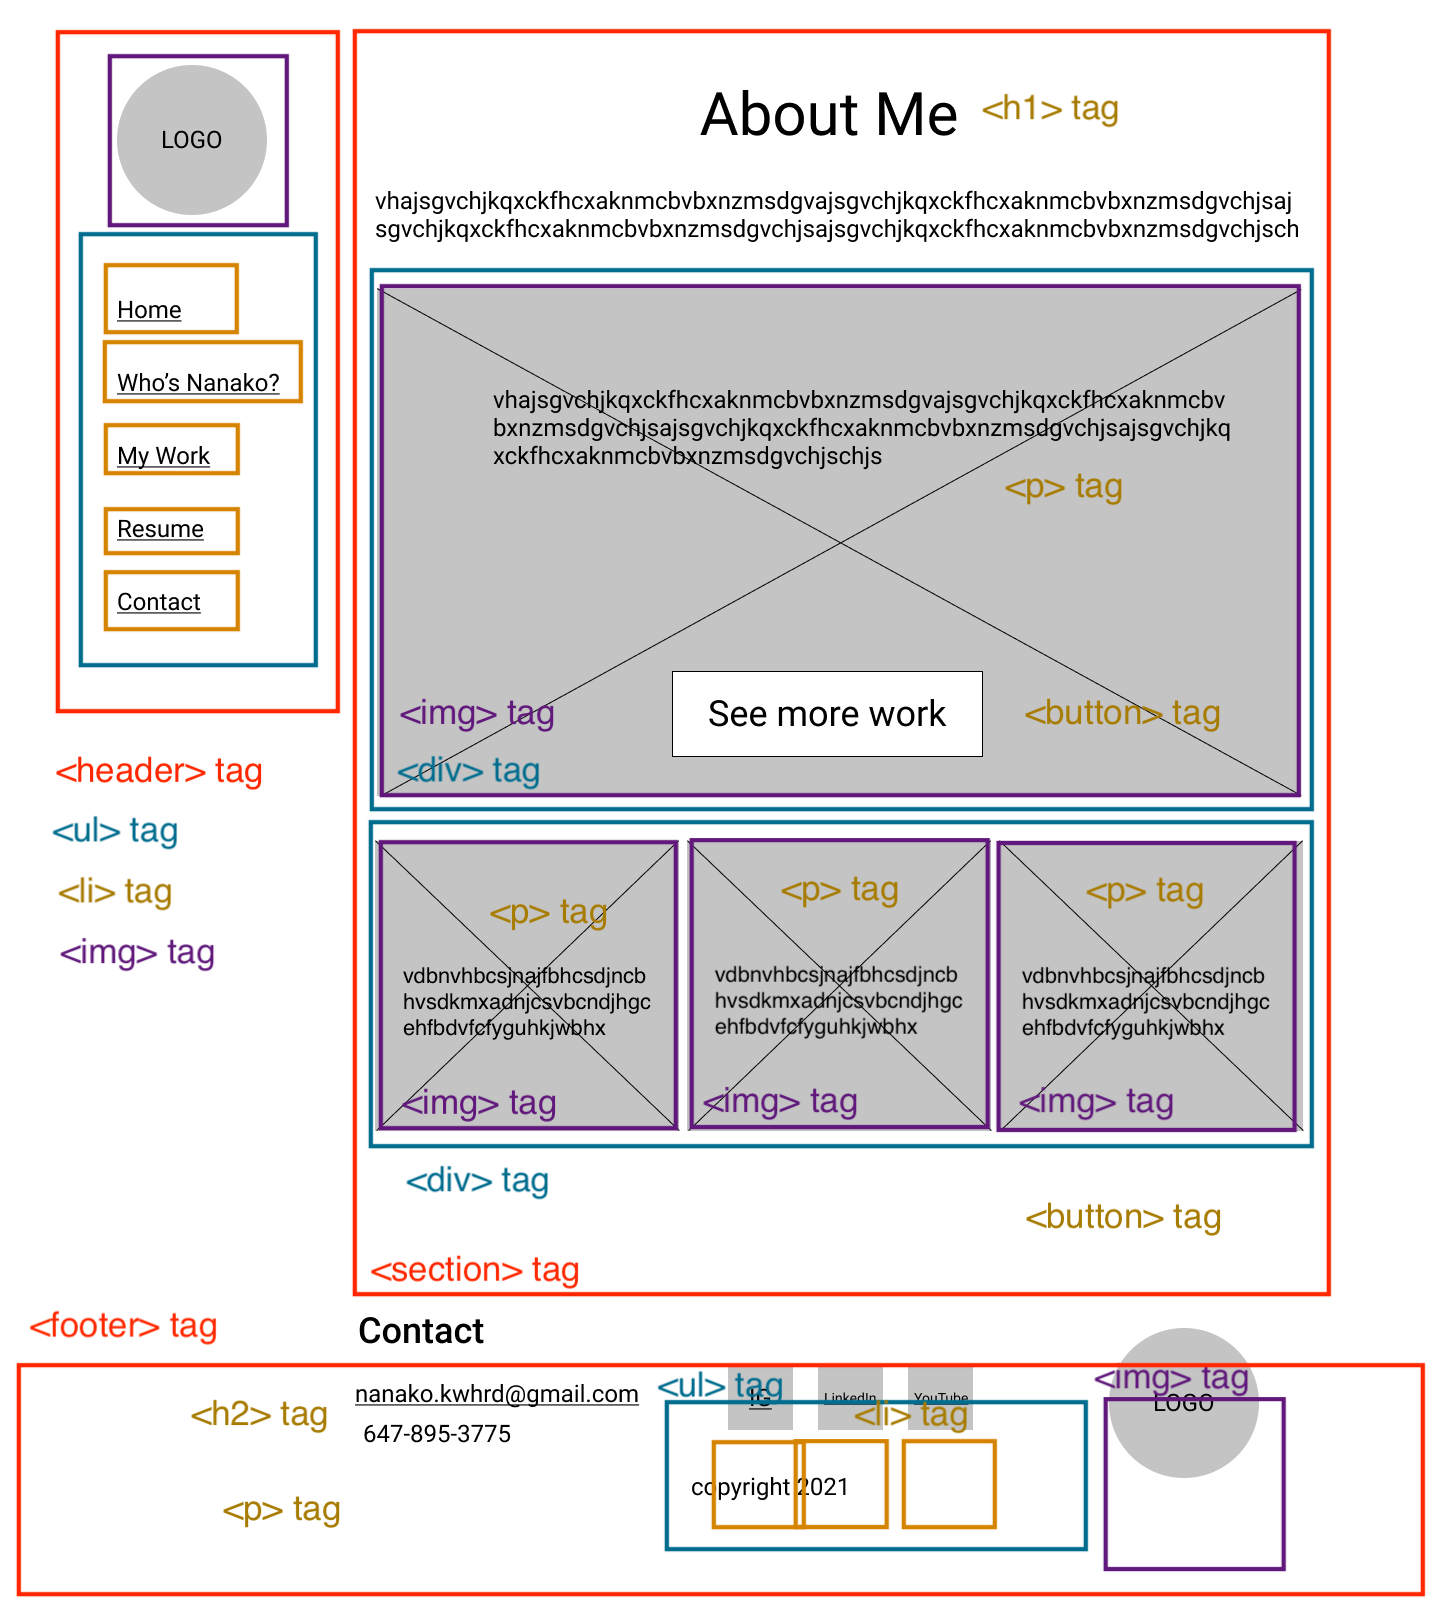 LOGO
Home
Who’s Nanako?
My Work
Resume
Contact
<header> tag
<ul> tag
<li> tag
<img> tag
About Me
<h1> tag
vhajsgvchjkqxckfhcxaknmcbvbxnzmsdgvajsgvchjkqxckfhcxaknmcbvbxnzmsdgvchjsaj
sgvchjkqxckfhcxaknmcbvbxnzmsdgvchjsajsgvchjkqxckfhcxaknmcbvbxnzmsdgvchjsch
vhajsgvchjkqxckfhcxaknmcbvbxnzmsdgvajsgvchjkqxckfhcxaknmcbv
bxnzmsdgvchjsajsgvchjkqxckfhcxaknmcbvbxnzmsdgvchjsajsgvchjkq
xckfhcxaknmcbvbxnzmsdgvchjschjs
<p> tag
<img> tag
See more work
<button> tag
<div> tag
<p> tag
vdbnvhbcsjnajfbhcsdjncb
hvsdkmxadnjcsvbcndjhgc
ehfbdvfcfyguhkjwbhx
<img> tag
<p> tag
vdbnvhbcsjnajfbhcsdjncb
hvsdkmxadnjcsvbcndjhgc
ehfbdvfcfyguhkjwbhx
<img> tag
<p> tag
vdbnvhbcsjnajfbhcsdjncb
hvsdkmxadnjcsvbcndjhgc
ehfbdvfcfyguhkjwbhx
<img> tag
<div> tag
<button> tag
<section> tag
<footer> tag
Contact
<h2> tag
nanako.kwhrd@gmail.com
647-895-3775
<p> tag
<ul> tag
IG
LinkedIn
YouTube
<li> tag
copyright 2021
<img> tag
LOGO